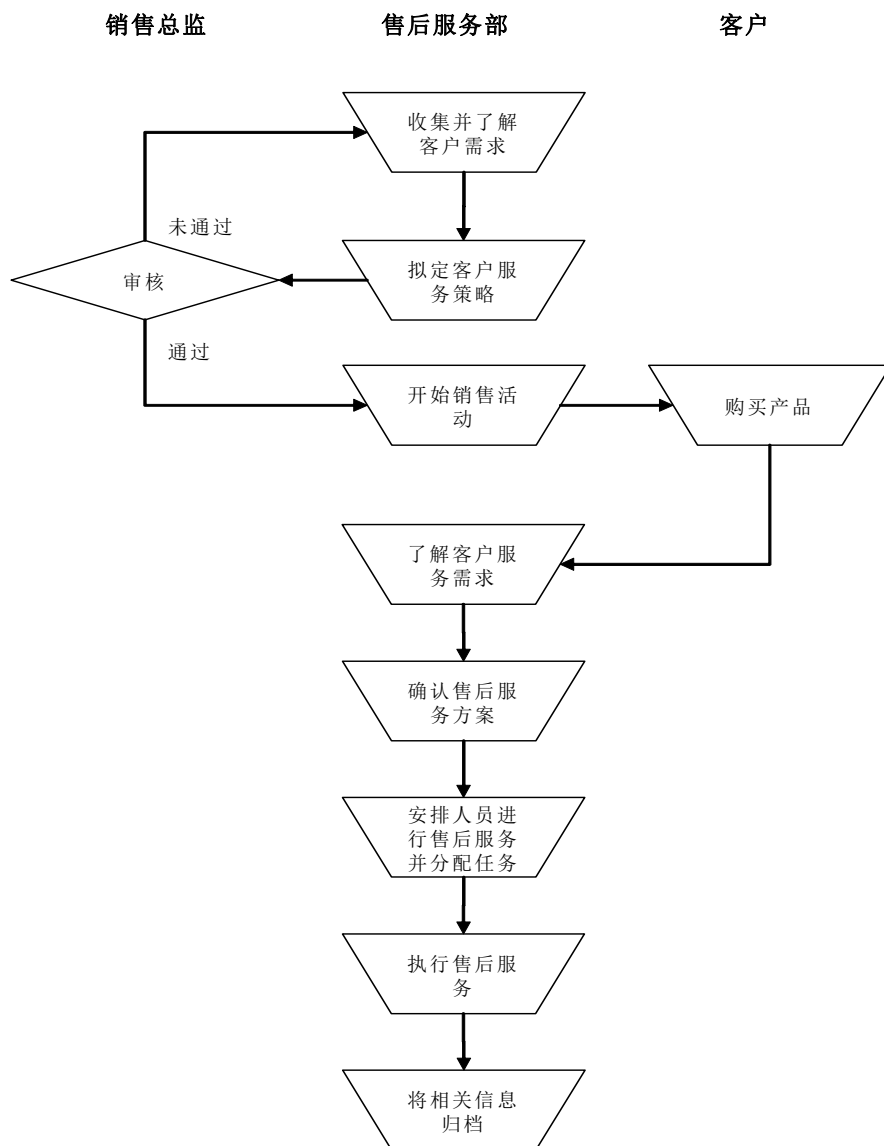 销售总监 售后服务部 客户
收集并了解
客户需求
未通过
审核
拟定客户服
务策略
通过
开始销售活
动
购买产品
了解客户服
务需求
确认售后服
务方案
安排人员进
行售后服务
并分配任务
执行售后服
务
将相关信息
归档